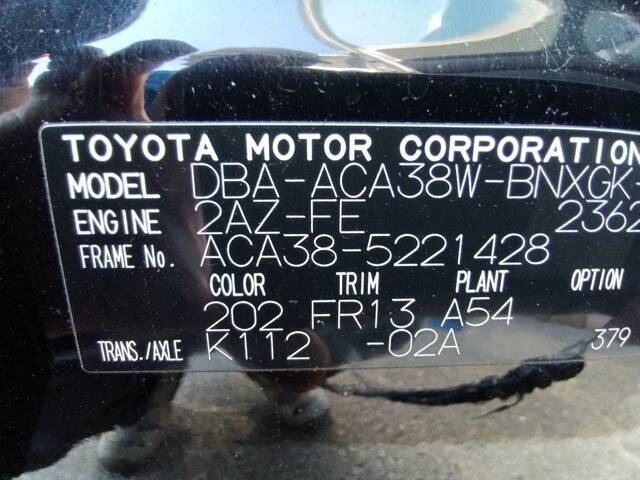 TOYOTA MOTOR CORPORATION
MODEL DBA-ACA38W-BNXGK-
ENGINE 2AZ-FE 2362
FRAME No. ACA38-5221428
COLOR TRIM PLANT OPTION
202 FR13 A54
TRANS./AXLE K112 -02A 379